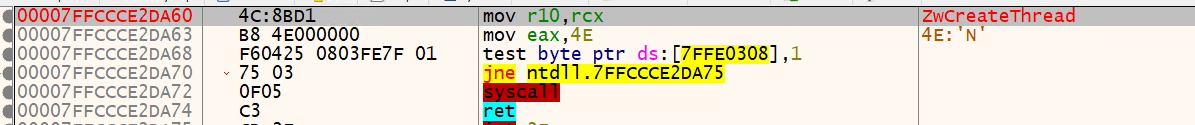 00007FFCCCE2DA60 4C:8BD1 mov r10,rcx ZwCreateThread
00007FFCCCE2DA63 B8 4E000000 mov eax,4E 4E:'N'
00007FFCCCE2DA68 F60425 0803FE7F 01 test byte ptr ds:[7FFE0308],1
00007FFCCCE2DA70 75 03 jne ntdll.7FFCCCE2DA75
00007FFCCCE2DA72 0F05 syscall
00007FFCCCE2DA74 C3 ret